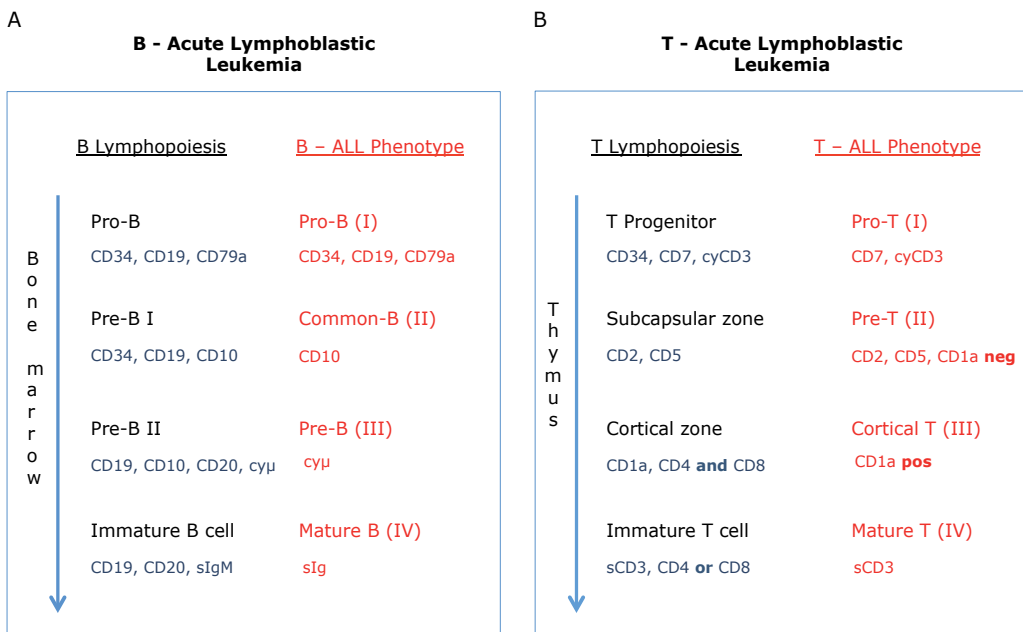 A
B - Acute Lymphoblastic
Leukemia
Bone marrow
B Lymphopoiesis
B – ALL Phenotype
Pro-B
Pro-B (I)
CD34, CD19, CD79a
CD34, CD19, CD79a
Pre-B I
Common-B (II)
CD34, CD19, CD10
CD10
Pre-B II
Pre-B (III)
CD19, CD10, CD20, cyμ
cyμ
Immature B cell
Mature B (IV)
CD19, CD20, sIgM
sIg
B
T - Acute Lymphoblastic
Leukemia
Thymus
T Lymphopoiesis
T – ALL Phenotype
T Progenitor
Pro-T (I)
CD34, CD7, cyCD3
CD7, cyCD3
Subcapsular zone
Pre-T (II)
CD2, CD5
CD2, CD5, CD1a neg
Cortical zone
Cortical T (III)
CD1a, CD4 and CD8
CD1a pos
Immature T cell
Mature T (IV)
sCD3, CD4 or CD8
sCD3